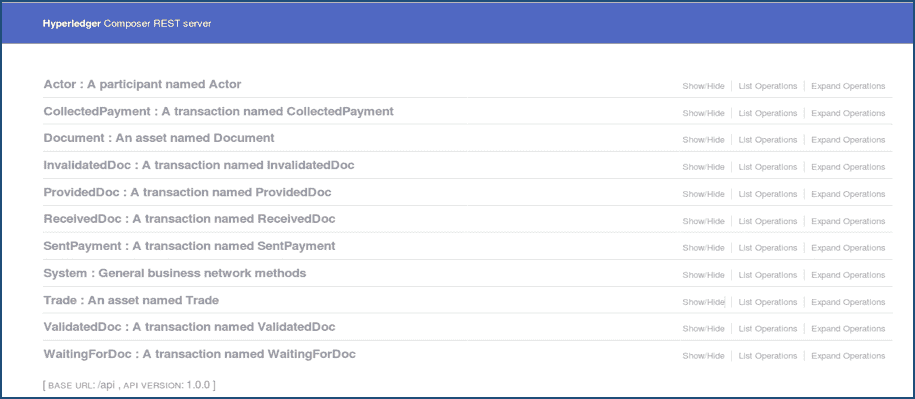 Hyperledger Composer REST server
Actor : A participant named Actor Show/Hide List Operations Expand Operations
CollectedPayment : A transaction named CollectedPayment Show/Hide List Operations Expand Operations
Document : An asset named Document Show/Hide List Operations Expand Operations
InvalidatedDoc : A transaction named InvalidatedDoc Show/Hide List Operations Expand Operations
ProvidedDoc : A transaction named ProvidedDoc Show/Hide List Operations Expand Operations
ReceivedDoc : A transaction named ReceivedDoc Show/Hide List Operations Expand Operations
SentPayment : A transaction named SentPayment Show/Hide List Operations Expand Operations
System : General business network methods Show/Hide List Operations Expand Operations
Trade : An asset named Trade Show/Hide List Operations Expand Operations
ValidatedDoc : A transaction named ValidatedDoc Show/Hide List Operations Expand Operations
WaitingForDoc : A transaction named WaitingForDoc Show/Hide List Operations Expand Operations
[ BASE URL: /api , API VERSION: 1.0.0 ]